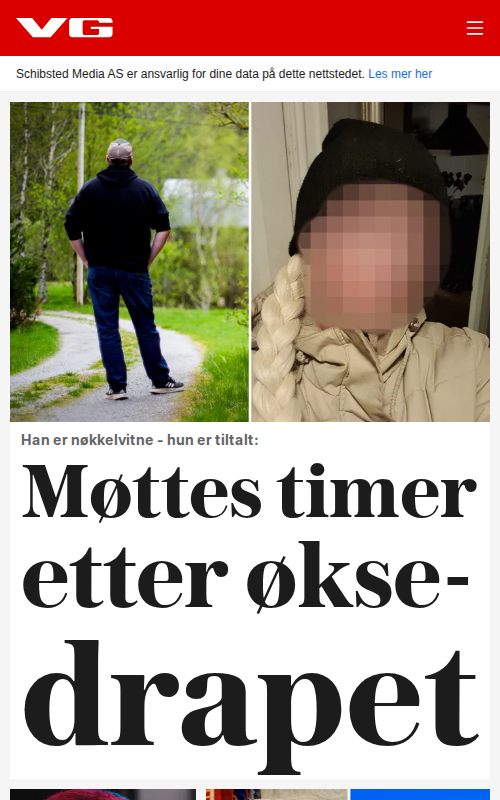 VG
Schibsted Media AS er ansvarlig for dine data på dette nettstedet. Les mer her
Han er nøkkelvitne - hun er tiltalt:
Møttes timer
etter økse-
drapet